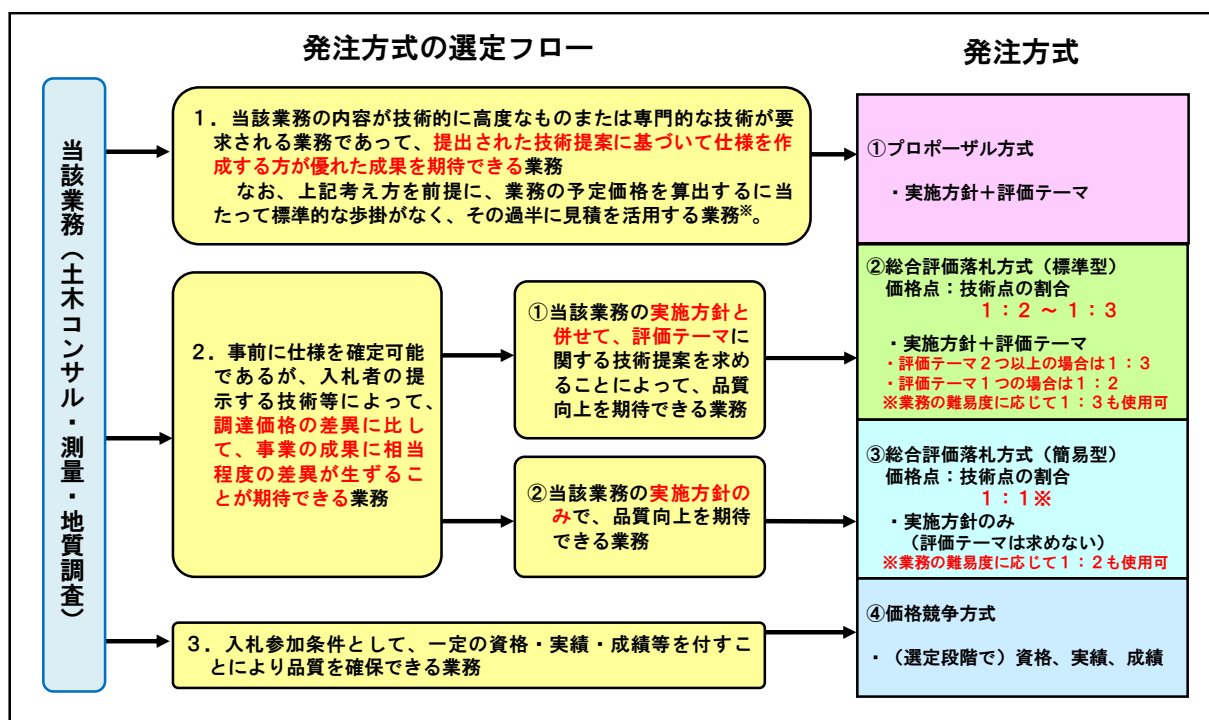 発注方式の選定フロー
発注方式
当該業務（土木コンサル・測量・地質調査）
１．当該業務の内容が技術的に高度なものまたは専門的な技術が要
求される業務であって、提出された技術提案に基づいて仕様を作
成する方が優れた成果を期待できる業務
なお、上記考え方を前提に、業務の予定価格を算出するに当
たって標準的な歩掛がなく、その過半に見積を活用する業務※。
①プロポーザル方式
・実施方針＋評価テーマ
２．事前に仕様を確定可能
であるが、入札者の提
示する技術等によって、
調達価格の差異に比し
て、事業の成果に相当
程度の差異が生ずるこ
とが期待できる業務
①当該業務の実施方針と
併せて、評価テーマに
関する技術提案を求め
ることによって、品質
向上を期待できる業務
②総合評価落札方式（標準型）
価格点：技術点の割合
１：２ ～ １：３
・実施方針＋評価テーマ
・評価テーマ２つ以上の場合は１：３
・評価テーマ１つの場合は１：２
※業務の難易度に応じて１：３も使用可
②当該業務の実施方針の
みで、品質向上を期待
できる業務
③総合評価落札方式（簡易型）
価格点：技術点の割合
１：１※
・実施方針のみ
（評価テーマは求めない）
※業務の難易度に応じて１：２も使用可
３．入札参加条件として、一定の資格・実績・成績等を付すこ
とにより品質を確保できる業務
④価格競争方式
・（選定段階で）資格、実績、成績